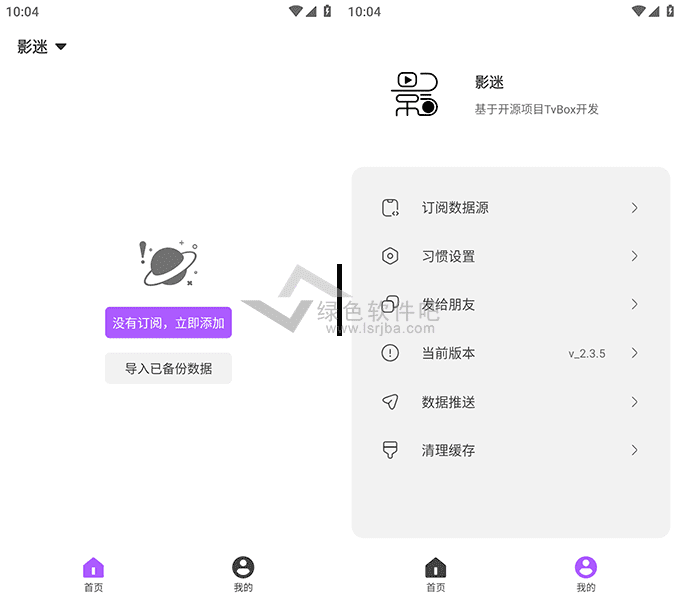 10:04
影迷
没有订阅，立即添加
导入已备份数据
首页
我的
10:04
影迷
基于开源项目TvBox开发
订阅数据源
习惯设置
发给朋友
当前版本
v_2.3.5
数据推送
清理缓存
首页
我的
绿色软件吧
www.lsrjba.com